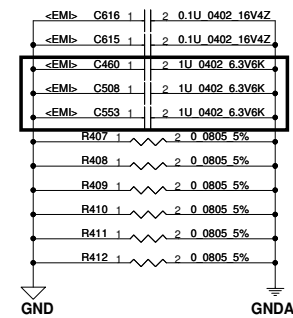 <EMI> C616 1 2 0.1U_0402_16V4Z
<EMI> C615 1 2 0.1U_0402_16V4Z
<EMI> C460 1 2 1U_0402_6.3V6K
<EMI> C508 1 2 1U_0402_6.3V6K
<EMI> C553 1 2 1U_0402_6.3V6K
R407 1 2 0_0805_5%
R408 1 2 0_0805_5%
R409 1 2 0_0805_5%
R410 1 2 0_0805_5%
R411 1 2 0_0805_5%
R412 1 2 0_0805_5%
GND GNDA